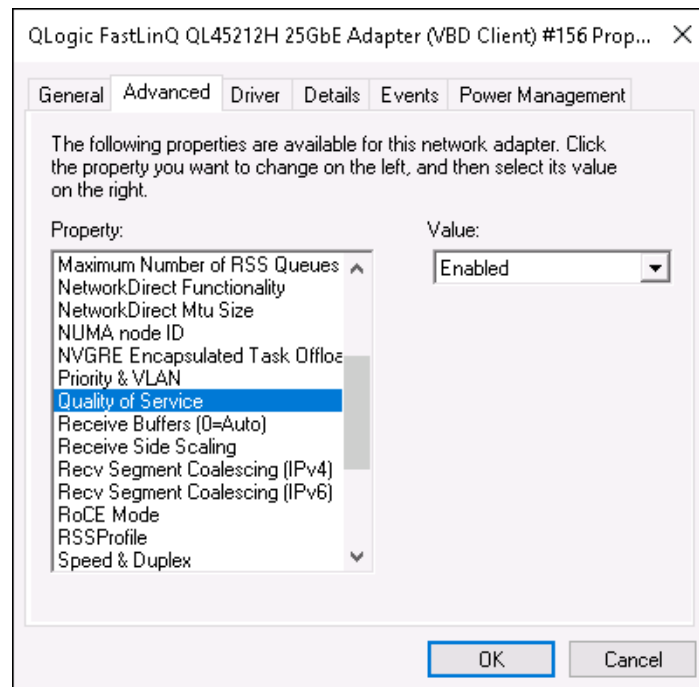 QLogic FastLinQ QL45212H 25GbE Adapter (VBD Client) #156 Prop...
General Advanced Driver Details Events Power Management
The following properties are available for this network adapter. Click
the property you want to change on the left, and then select its value
on the right.
Property:
Value:
Maximum Number of RSS Queues
NetworkDirect Functionality
NetworkDirect Mtu Size
NUMA node ID
NVGRE Encapsulated Task Offloa
Priority & VLAN
Quality of Service
Receive Buffers (0=Auto)
Receive Side Scaling
Recv Segment Coalescing (IPv4)
Recv Segment Coalescing (IPv6)
RoCE Mode
RSSProfile
Speed & Duplex
Enabled
OK
Cancel